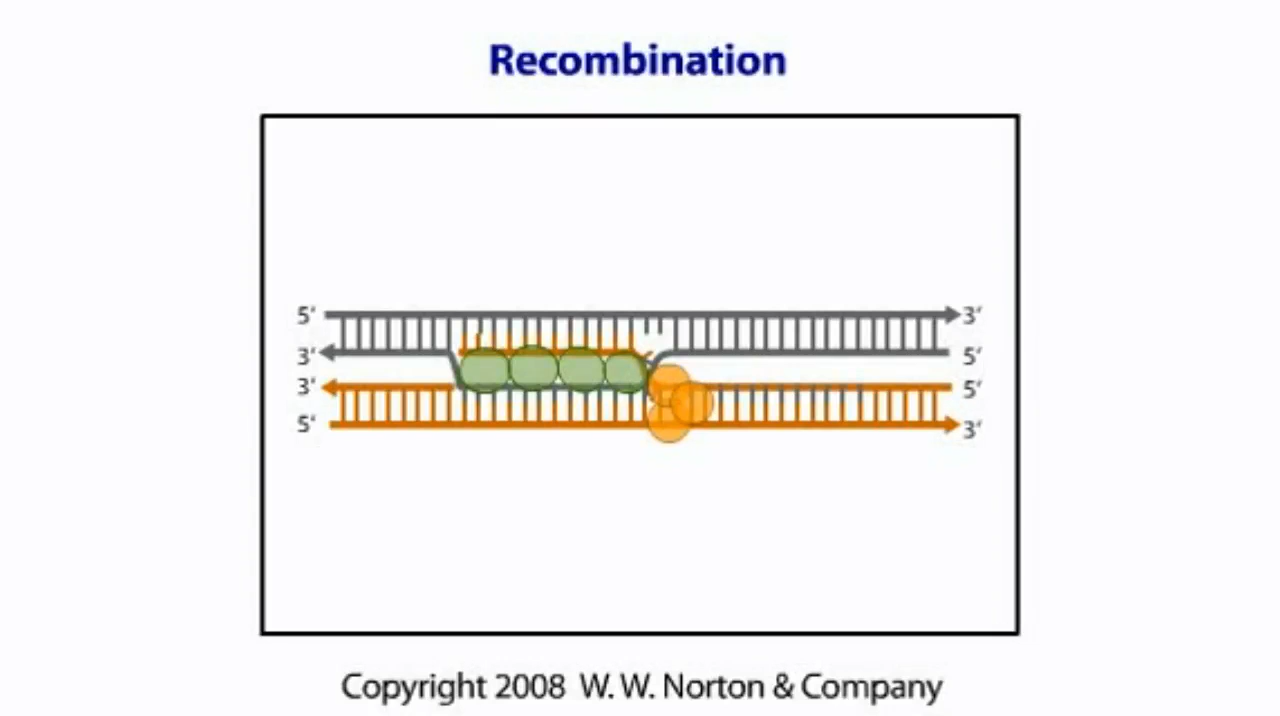 Recombination
5' 3'
3' 5'
3' 5'
5' 3'
Copyright 2008 W. W. Norton & Company